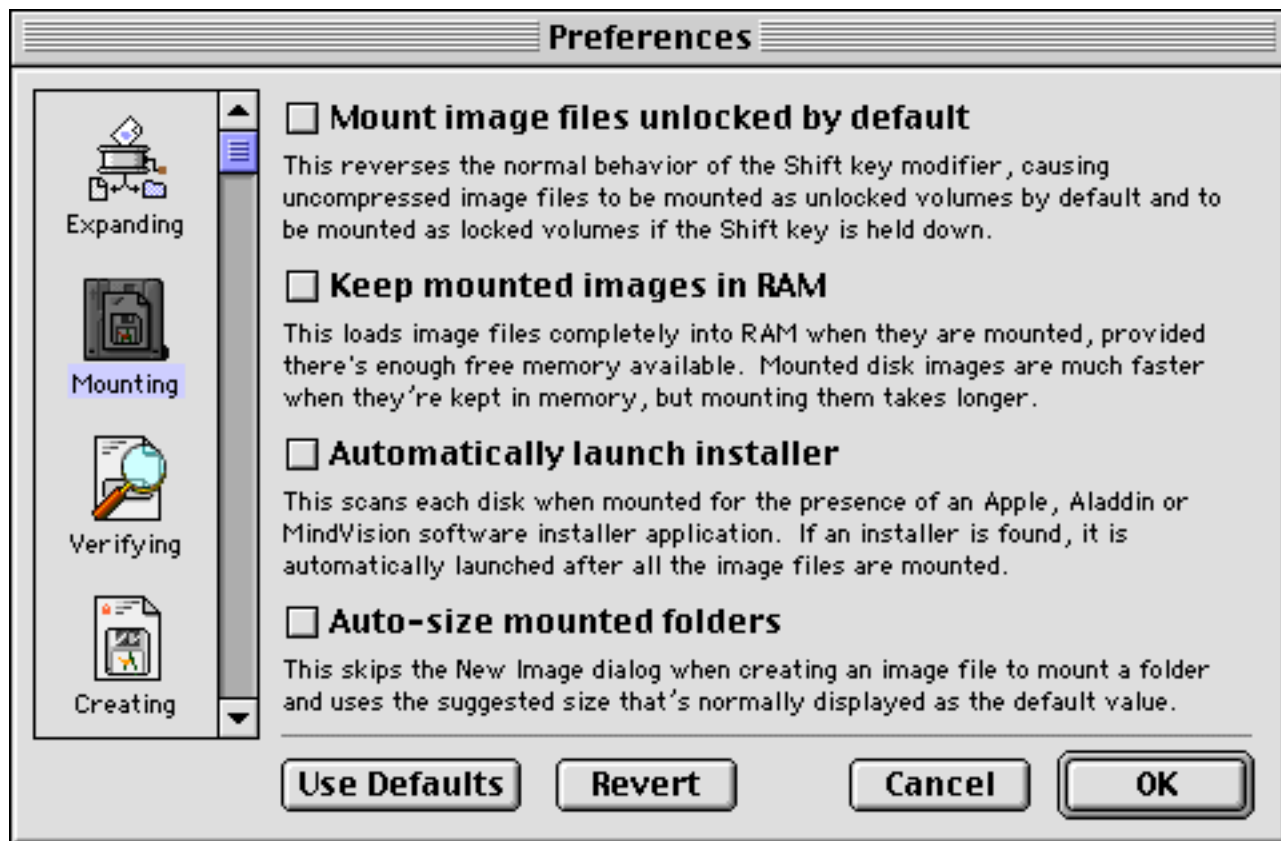 Preferences
Expanding
Mounting
Verifying
Creating
Mount image files unlocked by default
This reverses the normal behavior of the Shift key modifier, causing
uncompressed image files to be mounted as unlocked volumes by default and to
be mounted as locked volumes if the Shift key is held down.
Keep mounted images in RAM
This loads image files completely into RAM when they are mounted, provided
there's enough free memory available.  Mounted disk images are much faster
when they're kept in memory, but mounting them takes longer.
Automatically launch installer
This scans each disk when mounted for the presence of an Apple, Aladdin or
MindVision software installer application.  If an installer is found, it is
automatically launched after all the image files are mounted.
Auto-size mounted folders
This skips the New Image dialog when creating an image file to mount a folder
and uses the suggested size that's normally displayed as the default value.
Use Defaults
Revert
Cancel
OK